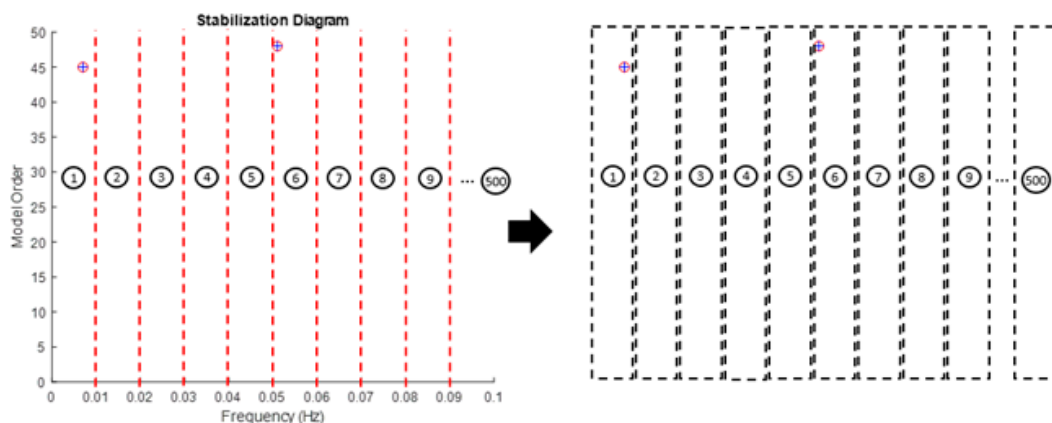 Stabilization Diagram
50
45
40
35
30
25
20
15
10
5
0
Model Order
1 2 3 4 5 6 7 8 9 ... 500
0 0.01 0.02 0.03 0.04 0.05 0.06 0.07 0.08 0.09 0.1
Frequency (Hz)
1 2 3 4 5 6 7 8 9 ... 500